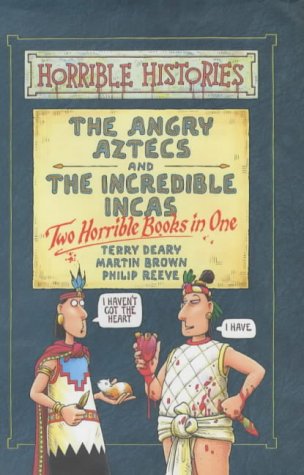 HORRIBLE HISTORIES
THE ANGRY
AZTECS
AND
THE INCREDIBLE
INCAS
Two Horrible Books in One
TERRY DEARY
MARTIN BROWN
PHILIP REEVE
I HAVEN'T
GOT THE
HEART
I HAVE